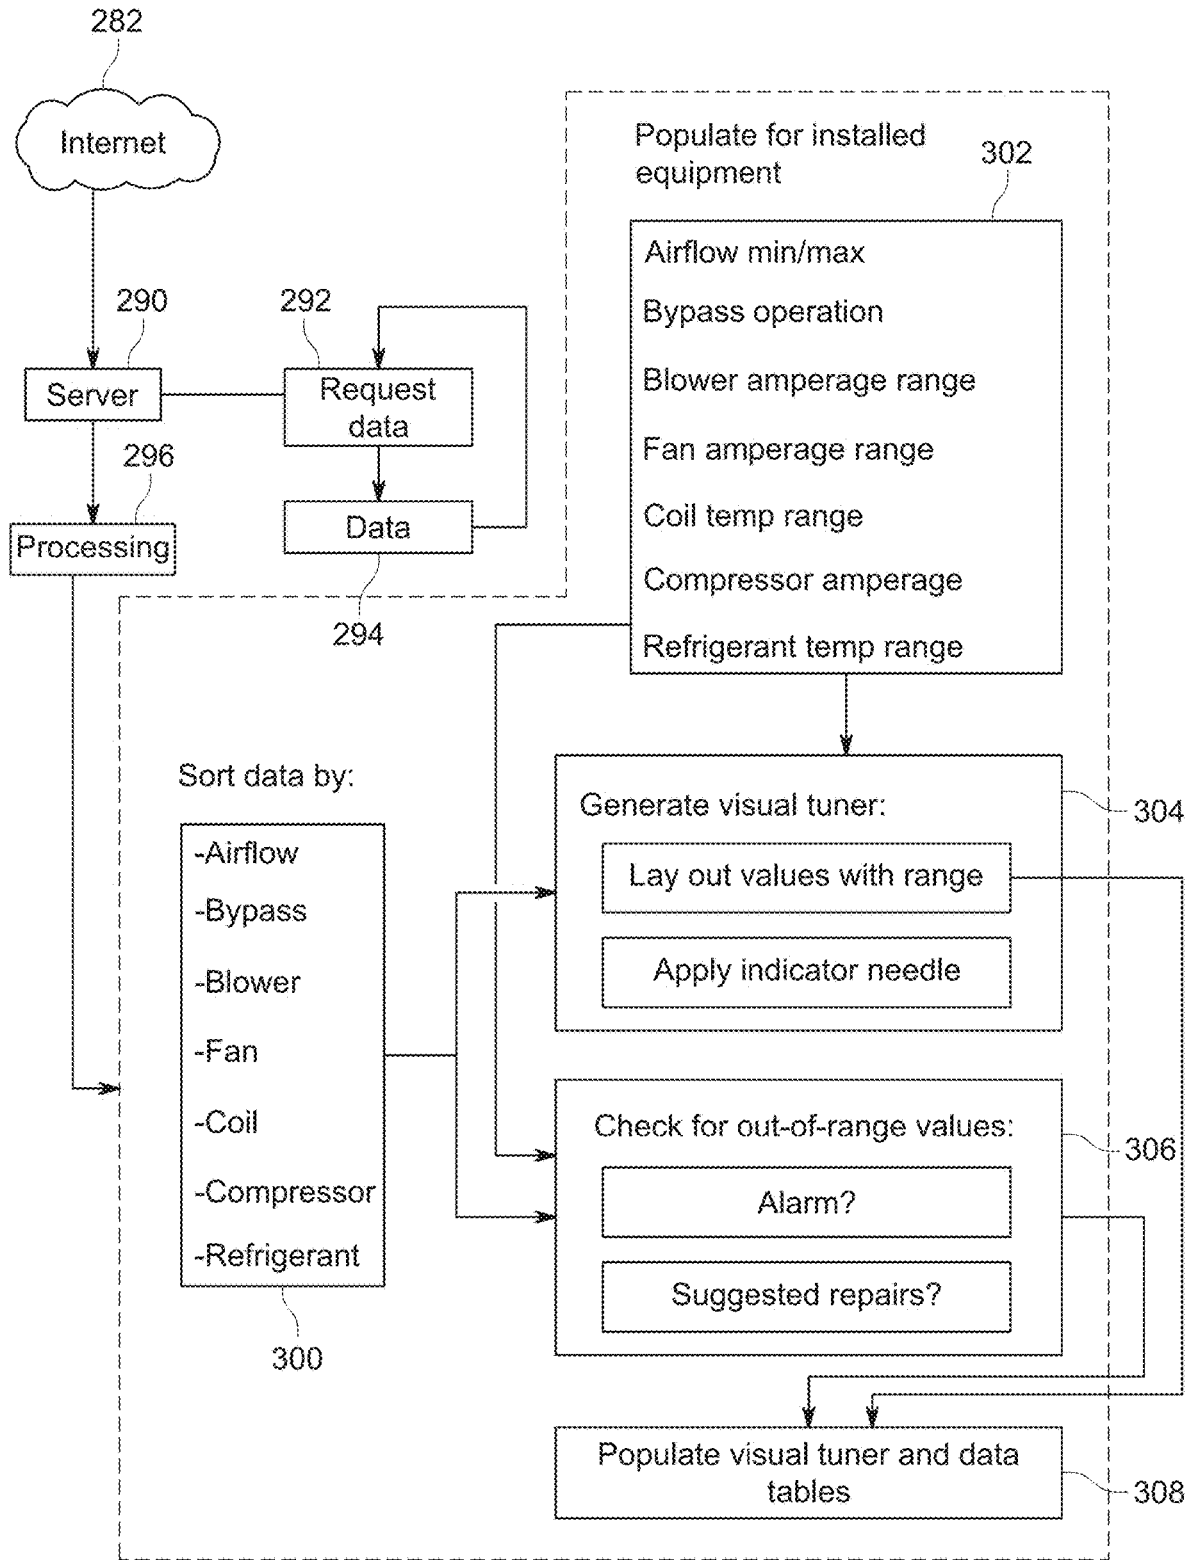 282
Internet
Populate for installed
equipment
302
Airflow min/max
Bypass operation
Blower amperage range
Fan amperage range
Coil temp range
Compressor amperage
Refrigerant temp range
290
Server
292
Request
data
296
Processing
Data
294
Sort data by:
-Airflow
-Bypass
-Blower
-Fan
-Coil
-Compressor
-Refrigerant
300
Generate visual tuner:
304
Lay out values with range
Apply indicator needle
Check for out-of-range values:
306
Alarm?
Suggested repairs?
Populate visual tuner and data
tables
308